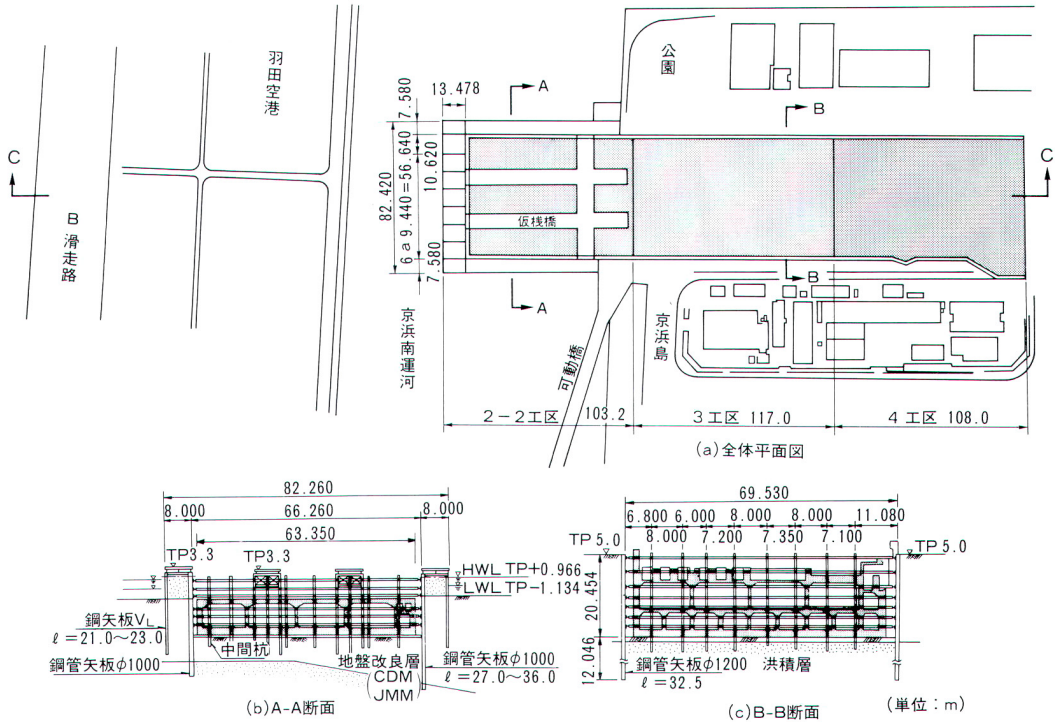 羽田空港
公園
A
B
13.478
7.580
C
C
82.420
6a9.440=56.640
10.620
7.580
仮桟橋
B滑走路
A
B
京浜南運河
可動橋
京浜島
2-2工区 103.2
3工区 117.0
4工区 108.0
(a)全体平面図
82.260
8.000
66.260
8.000
63.350
TP3.3
TP3.3
HWL TP+0.966
LWL TP-1.134
鋼矢板VL
ℓ=21.0~23.0
中間杭
地盤改良層
(CDM
JMM)
鋼管矢板φ1000
鋼管矢板φ1000
ℓ=27.0~36.0
(b)A-A断面
69.530
6.800
6.000
8.000
8.000
11.080
8.000
7.200
7.350
7.100
TP5.0
TP5.0
20.454
12.046
鋼管矢板φ1200
ℓ=32.5
洪積層
(c)B-B断面
(単位:m)